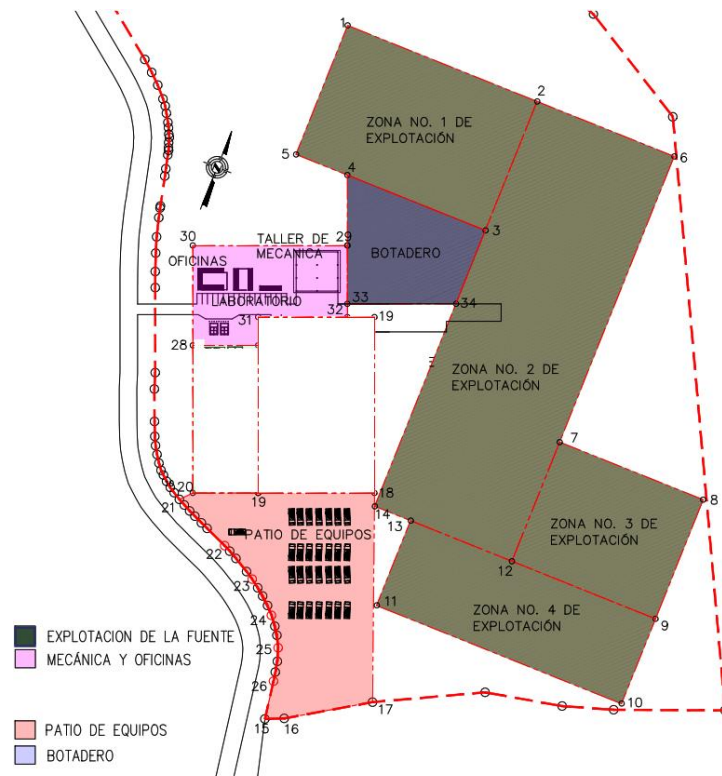 1
2
ZONA NO. 1 DE
EXPLOTACIÓN
5
4
6
3
30
TALLER DE
29
MECANICA
OFICINAS
BOTADERO
LABORATORIO
33
34
31
32
19
28
ZONA NO. 2 DE
EXPLOTACIÓN
7
20
19
18
8
21
14
13
PATIO DE EQUIPOS
ZONA NO. 3 DE
EXPLOTACIÓN
22
12
23
11
ZONA NO. 4 DE
EXPLOTACIÓN
24
9
EXPLOTACION DE LA FUENTE
25
MECÁNICA Y OFICINAS
26
10
17
15
16
PATIO DE EQUIPOS
BOTADERO